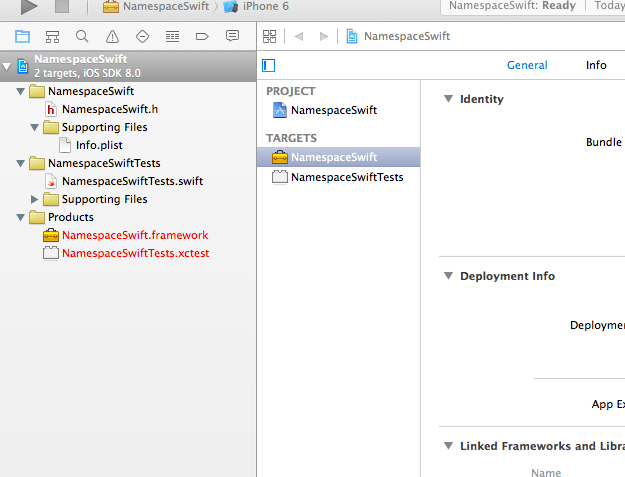 NamespaceSwift iPhone 6
NamespaceSwift: Ready Today
NamespaceSwift
NamespaceSwift
2 targets, iOS SDK 8.0
General Info
NamespaceSwift
h NamespaceSwift.h
Supporting Files
Info.plist
NamespaceSwiftTests
NamespaceSwiftTests.swift
Supporting Files
Products
NamespaceSwift.framework
NamespaceSwiftTests.xctest
PROJECT
NamespaceSwift
TARGETS
NamespaceSwift
NamespaceSwiftTests
Identity
Bundle
Deployment Info
Deployme
App Ex
Linked Frameworks and Libra
Name